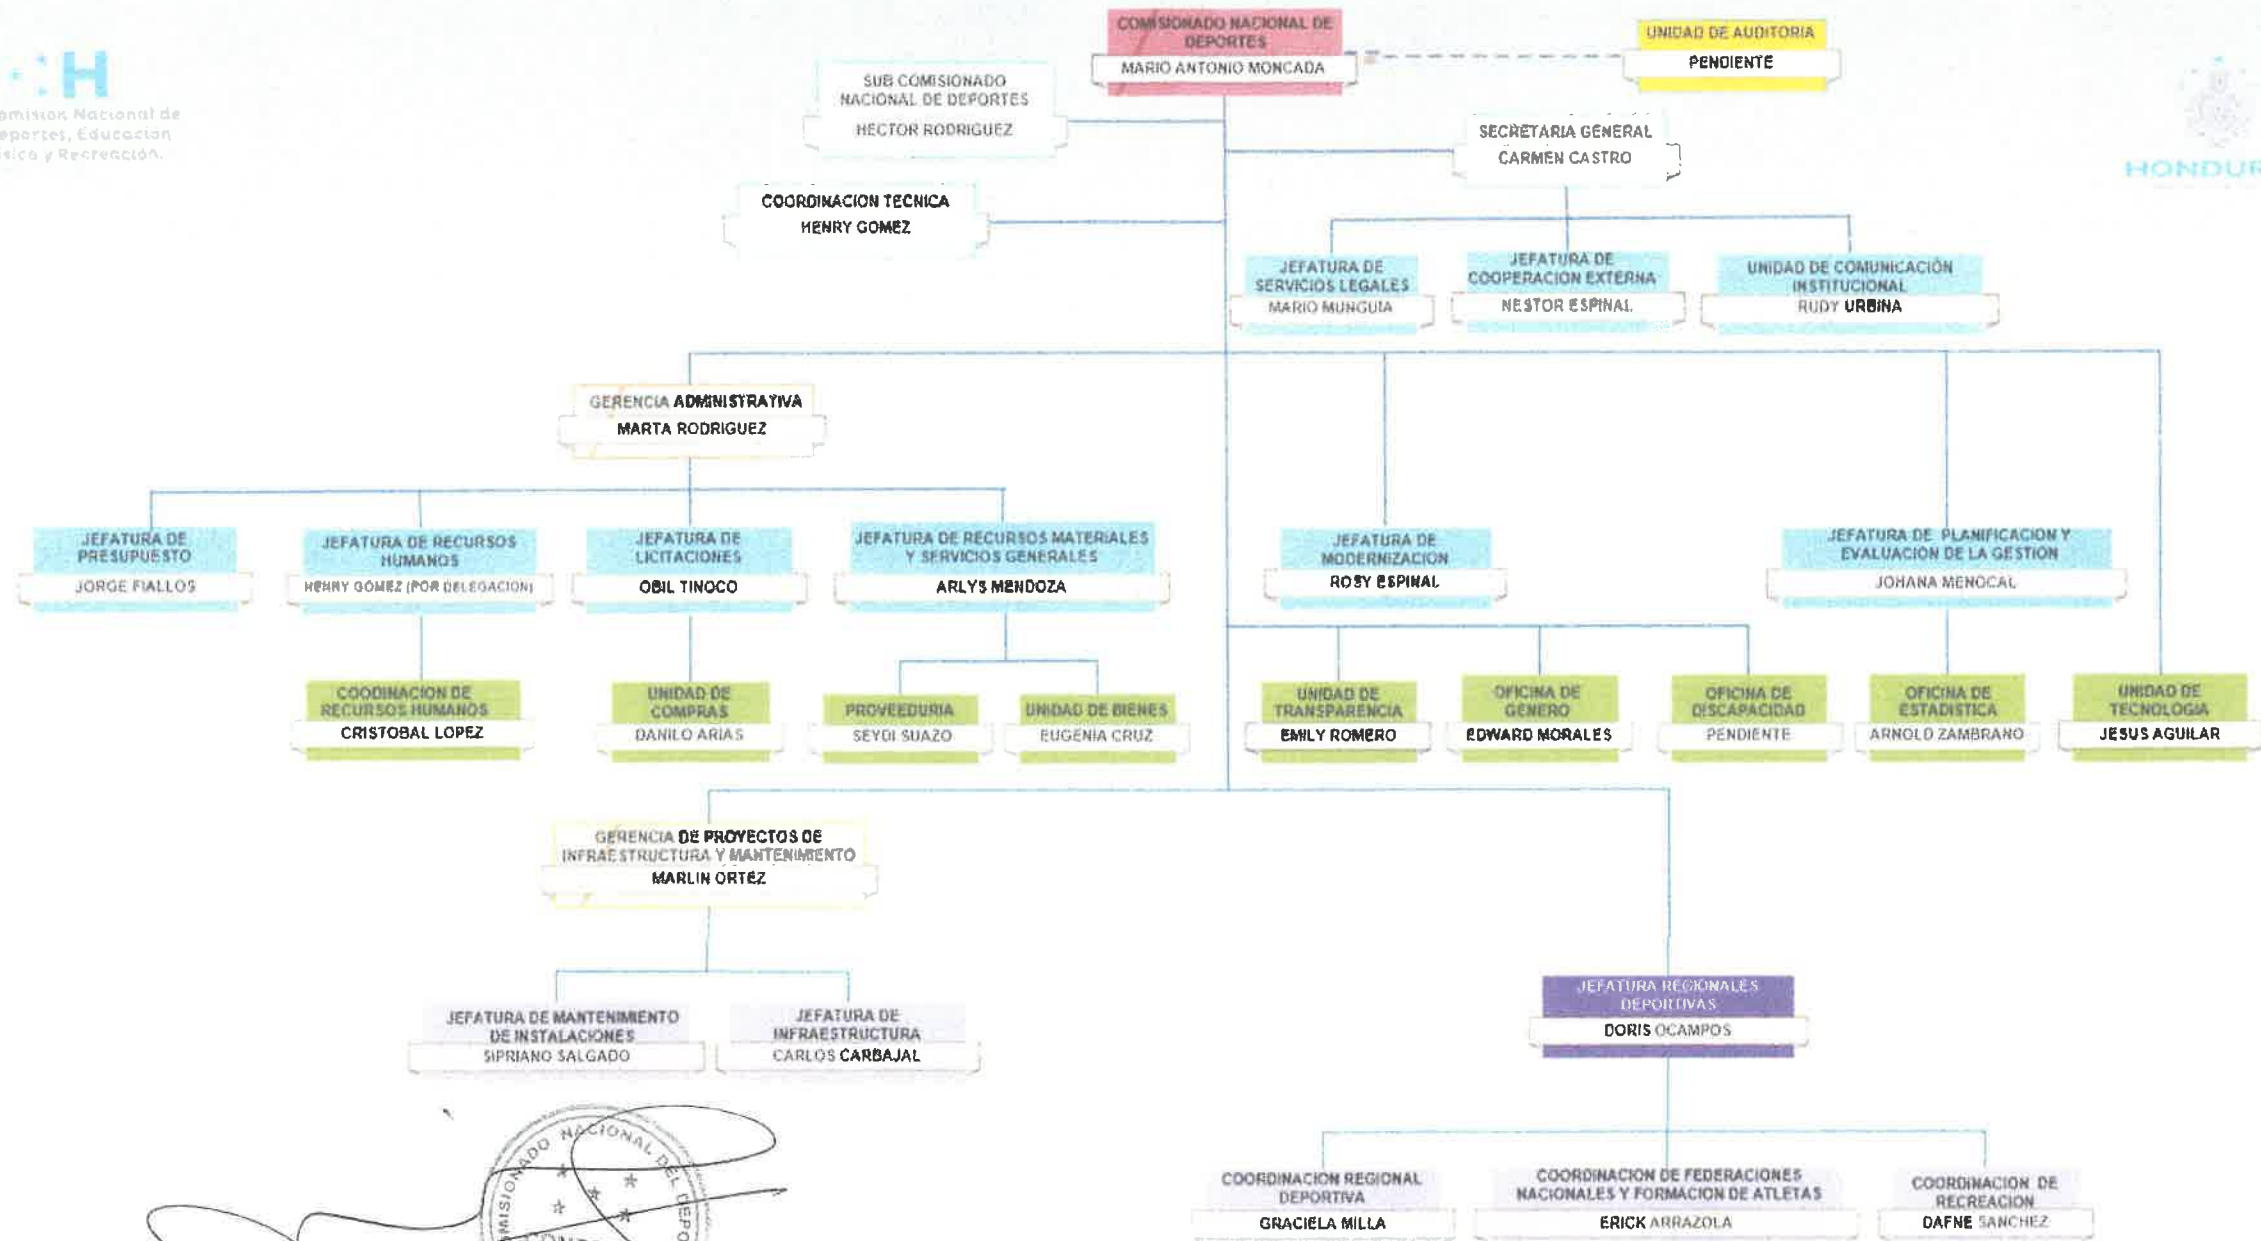 COMISIONADO NACIONAL DE
DEPORTES
MARIO ANTONIO MONCADA
UNIDAD DE AUDITORIA
PENDIENTE
H
Nacional de
Educación
y Recreación.
SUB COMISIONADO
NACIONAL DE DEPORTES
HECTOR RODRIGUEZ
SECRETARIA GENERAL
CARMEN CASTRO
HONDUR
COORDINACION TECNICA
HENRY GOMEZ
JEFATURA DE
SERVICIOS LEGALES
MARIO MUNGUIA
JEFATURA DE
COOPERACION EXTERNA
NESTOR ESPINAL
UNIDAD DE COMUNICACIÓN
INSTITUCIONAL
RUDY URBINA
GERENCIA ADMINISTRATIVA
MARTA RODRIGUEZ
JEFATURA DE
PRESUPUESTO
JORGE FIALLOS
JEFATURA DE RECURSOS
HUMANOS
HENRY GOMEZ (POR DELEGACION)
JEFATURA DE
LICITACIONES
OBIL TINOCO
JEFATURA DE RECURSOS MATERIALES
Y SERVICIOS GENERALES
ARLYS MENDOZA
JEFATURA DE
MODERNIZACION
ROSY ESPINAL
JEFATURA DE PLANIFICACION Y
EVALUACION DE LA GESTION
JOHANA MENOCAL
COODINACION DE
RECURSOS HUMANOS
CRISTOBAL LOPEZ
UNIDAD DE
COMPRAS
DANILO ARIAS
PROVEEDURIA
SEYDI SUAZO
UNIDAD DE BIENES
EUGENIA CRUZ
UNIDAD DE
TRANSPARENCIA
EMILY ROMERO
OFICINA DE
GENERO
EDWARD MORALES
OFICINA DE
DISCAPACIDAD
PENDIENTE
OFICINA DE
ESTADISTICA
ARNOLD ZAMBRANO
UNIDAD DE
TECNOLOGIA
JESUS AGUILAR
GERENCIA DE PROYECTOS DE
INFRAESTRUCTURA Y MANTENIMIENTO
MARLIN ORTEZ
JEFATURA DE MANTENIMIENTO
DE INSTALACIONES
SIPRIANO SALGADO
JEFATURA DE
INFRAESTRUCTURA
CARLOS CARBAJAL
JEFATURA REGIONALES
DEPORTIVAS
DORIS OCAMPOS
COORDINACION REGIONAL
DEPORTIVA
GRACIELA MILLA
COORDINACION DE FEDERACIONES
NACIONALES Y FORMACION DE ATLETAS
ERICK ARRAZOLA
COORDINACION DE
RECREACION
DAFNE SANCHEZ
OMISIONADO NACIONAL DEL DEPO